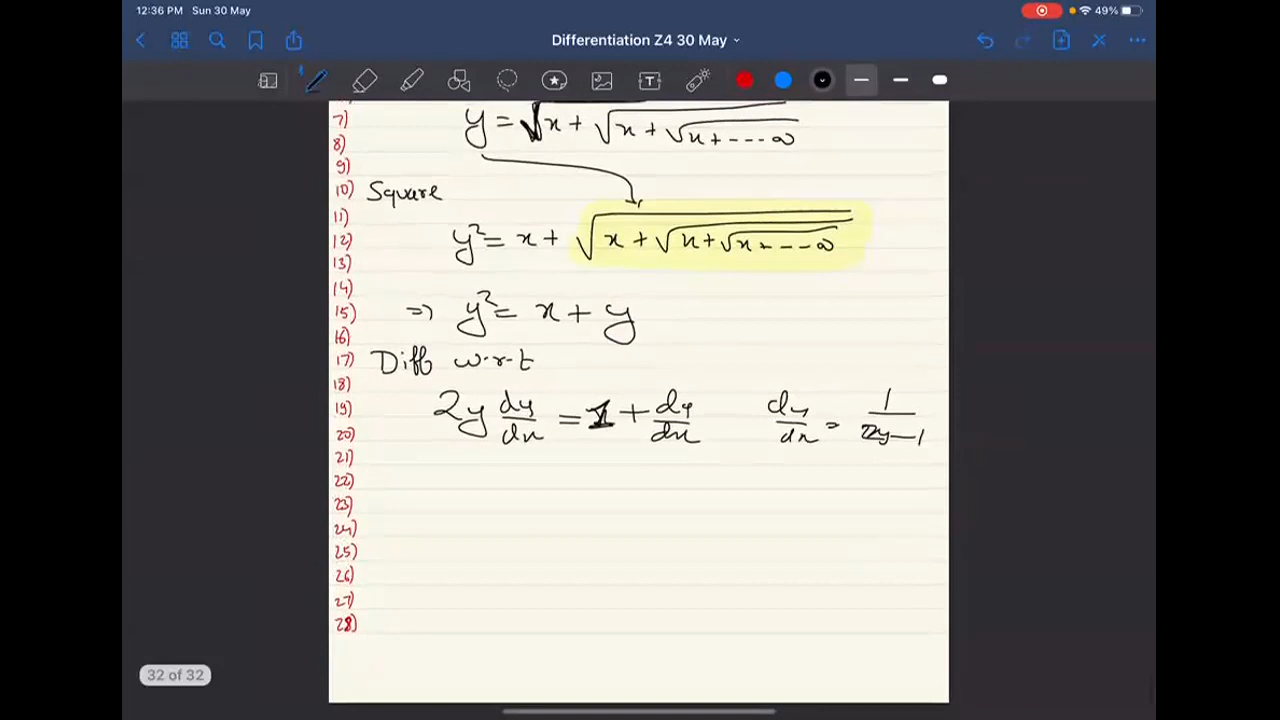 12:36 PM Sun 30 May
49%
Differentiation Z4 30 May
7) y = √x + √x + √x + --- ∞
8)
9)
10) Square
11)
12) y² = x + √x + √x + √x + --- ∞
13)
14)
15) => y² = x + y
16)
17) Diff w.r.t
18)
19) 2y dy/dx = 1 + dy/dx dy/dx = 1/2y-1
20)
21)
22)
23)
24)
25)
26)
27)
28)
32 of 32